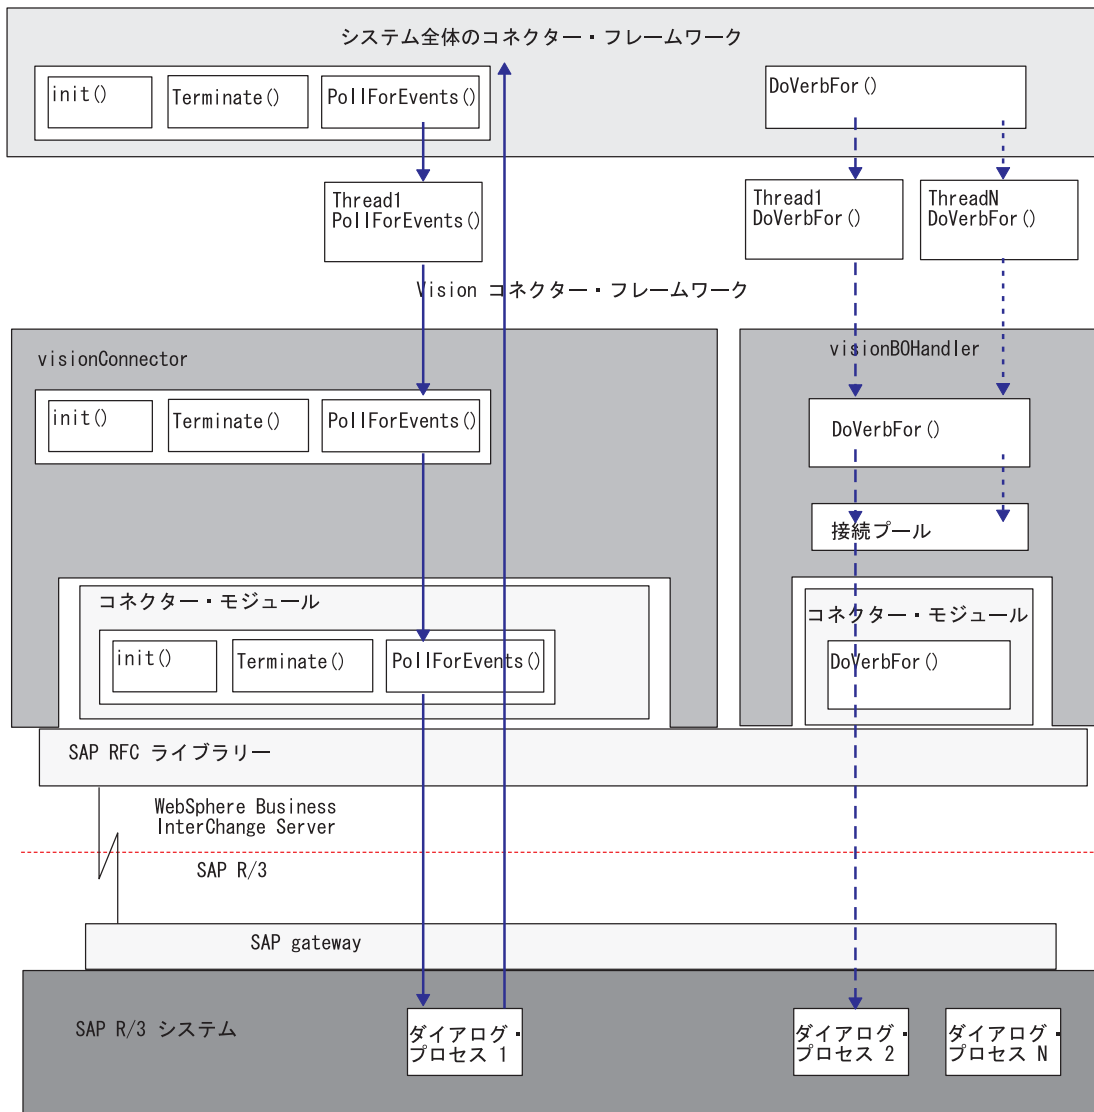 システム全体のコネクター・フレームワーク
init()
Terminate()
PollForEvents()
DoVerbFor()
Thread1
PollForEvents()
Thread1
DoVerbFor()
ThreadN
DoVerbFor()
Vision コネクター・フレームワーク
visionConnector
init()
Terminate()
PollForEvents()
visionBOHandler
DoVerbFor()
接続プール
コネクター・モジュール
init()
Terminate()
PollForEvents()
コネクター・モジュール
DoVerbFor()
SAP RFC ライブラリー
WebSphere Business
InterChange Server
SAP R/3
SAP gateway
SAP R/3 システム
ダイアログ・
プロセス 1
ダイアログ・
プロセス 2
ダイアログ・
プロセス N